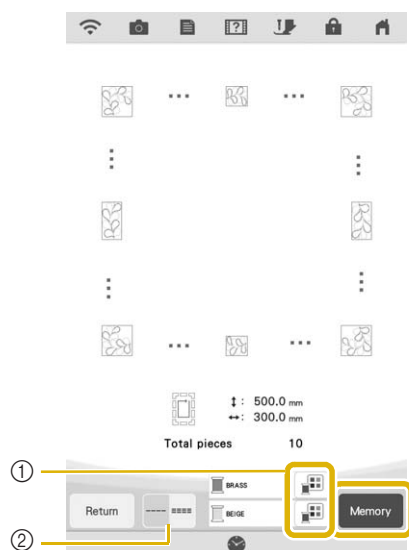 500.0 mm
300.0 mm
Total pieces 10
①
BRASS
Return
BEIGE
Memory
②